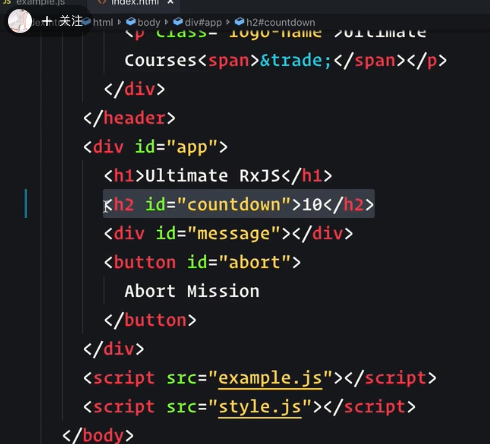 example.js
index.html
+ 关注
html > body > div#app > h2#countdown
<p class="logo-name">Ultimate
Courses<span>&trade;</span></p>
</div>
</header>
<div id="app">
<h1>Ultimate RxJS</h1>
<h2 id="countdown">10</h2>
<div id="message"></div>
<button id="abort">
Abort Mission
</button>
</div>
<script src="example.js"></script>
<script src="style.js"></script>
</body>